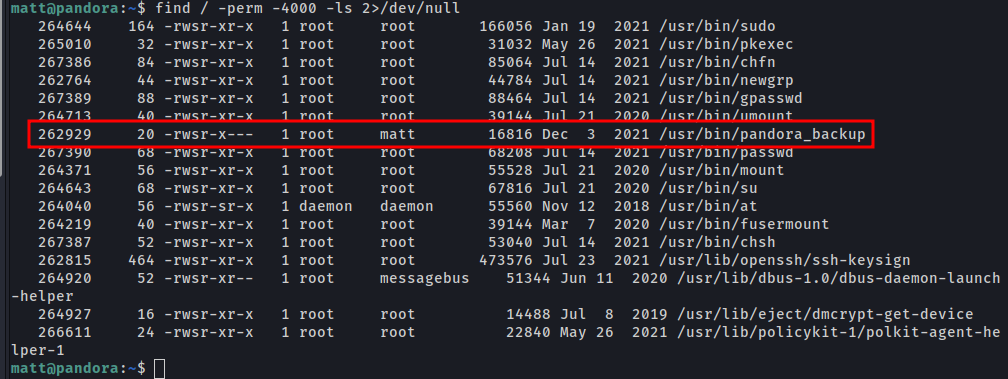 matt@pandora:~$ find / -perm -4000 -ls 2>/dev/null
264644 164 -rwsr-xr-x 1 root root 166056 Jan 19 2021 /usr/bin/sudo
265010 32 -rwsr-xr-x 1 root root 31032 May 26 2021 /usr/bin/pkexec
267386 84 -rwsr-xr-x 1 root root 85064 Jul 14 2021 /usr/bin/chfn
262764 44 -rwsr-xr-x 1 root root 44784 Jul 14 2021 /usr/bin/newgrp
267389 88 -rwsr-xr-x 1 root root 88464 Jul 14 2021 /usr/bin/gpasswd
264713 40 -rwsr-xr-x 1 root root 39144 Jul 21 2020 /usr/bin/umount
262929 20 -rwsr-x--- 1 root matt 16816 Dec 3 2021 /usr/bin/pandora_backup
267390 68 -rwsr-xr-x 1 root root 68208 Jul 14 2021 /usr/bin/passwd
264371 56 -rwsr-xr-x 1 root root 55528 Jul 21 2020 /usr/bin/mount
264643 68 -rwsr-xr-x 1 root root 67816 Jul 21 2020 /usr/bin/su
264040 56 -rwsr-sr-x 1 daemon daemon 55560 Nov 12 2018 /usr/bin/at
264219 40 -rwsr-xr-x 1 root root 39144 Mar 7 2020 /usr/bin/fusermount
267387 52 -rwsr-xr-x 1 root root 53040 Jul 14 2021 /usr/bin/chsh
262815 464 -rwsr-xr-x 1 root root 473576 Jul 23 2021 /usr/lib/openssh/ssh-keysign
264920 52 -rwsr-xr-- 1 root messagebus 51344 Jun 11 2020 /usr/lib/dbus-1.0/dbus-daemon-launch
-helper
264927 16 -rwsr-xr-x 1 root root 14488 Jul 8 2019 /usr/lib/eject/dmcrypt-get-device
266611 24 -rwsr-xr-x 1 root root 22840 May 26 2021 /usr/lib/policykit-1/polkit-agent-he
lper-1
matt@pandora:~$